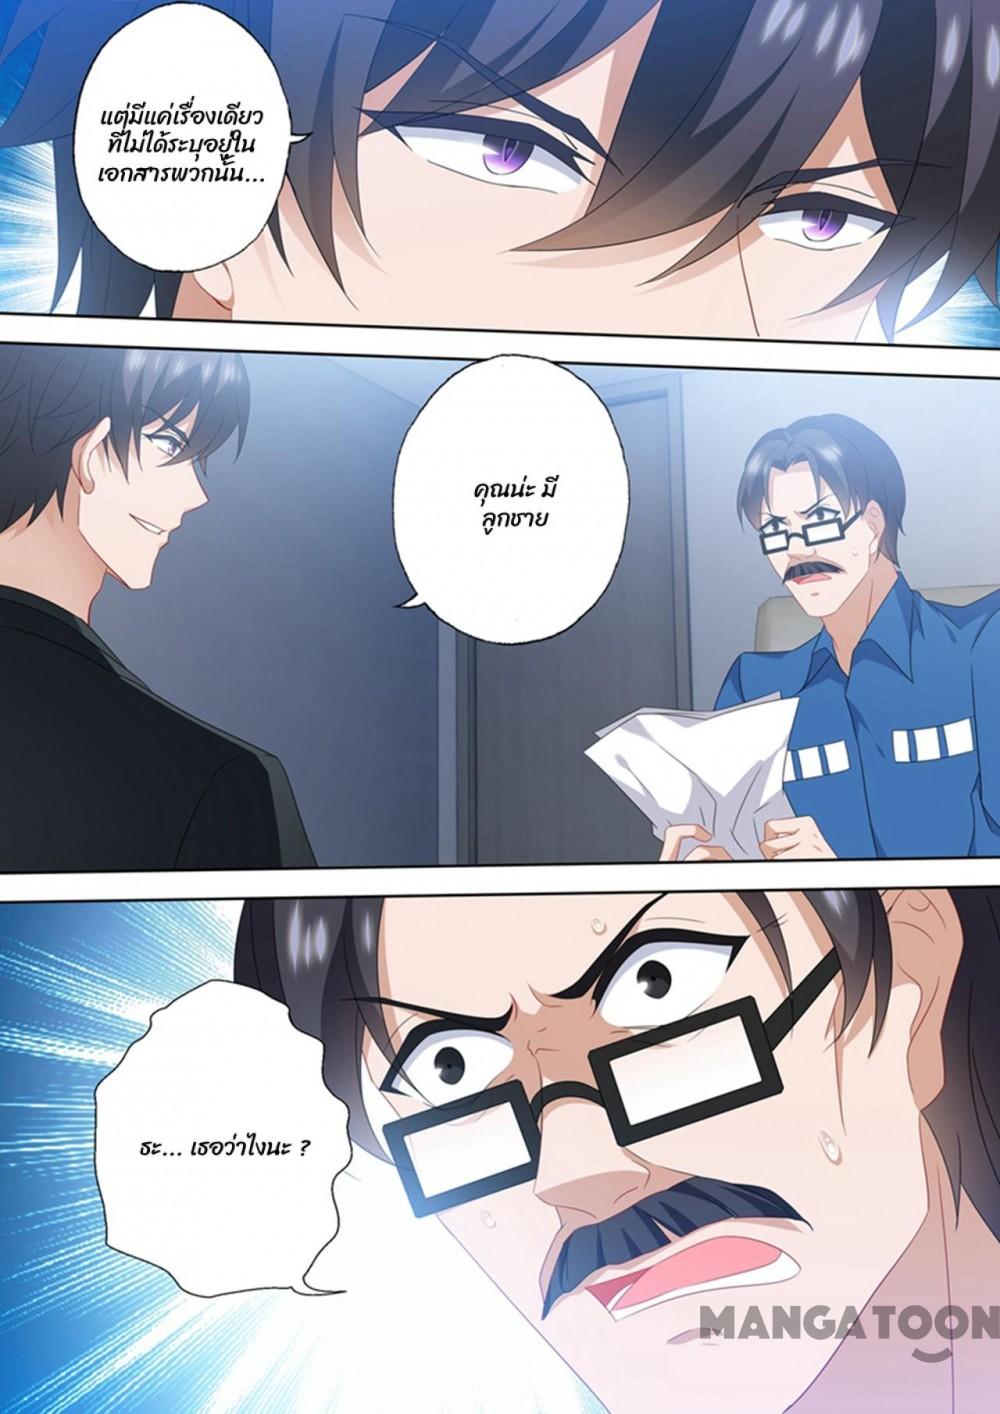 แต่มีแค่เรื่องเดียว
ที่ไม่ได้ระบุอยู่ใน
เอกสารพวกนั้น...
คุณน่ะ มี
ลูกชาย
ธะ... เธอว่าไงนะ ?
MANGATOON